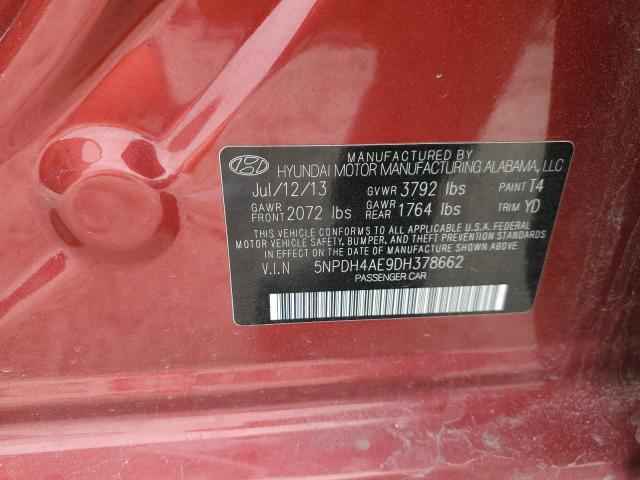 MANUFACTURED BY
HYUNDAI MOTOR MANUFACTURING ALABAMA, LLC
Jul/12/13 GVWR 3792 lbs PAINT T4
GAWR FRONT 2072 lbs GAWR REAR 1764 lbs TRIM YD
THIS VEHICLE CONFORMS TO ALL APPLICABLE U.S. FEDERAL
MOTOR VEHICLE SAFETY, BUMPER, AND THEFT PREVENTION STANDARDS
IN EFFECT ON THE DATE OF MANUFACTURE SHOWN ABOVE.
V.I.N 5NPDH4AE9DH378662
PASSENGER CAR